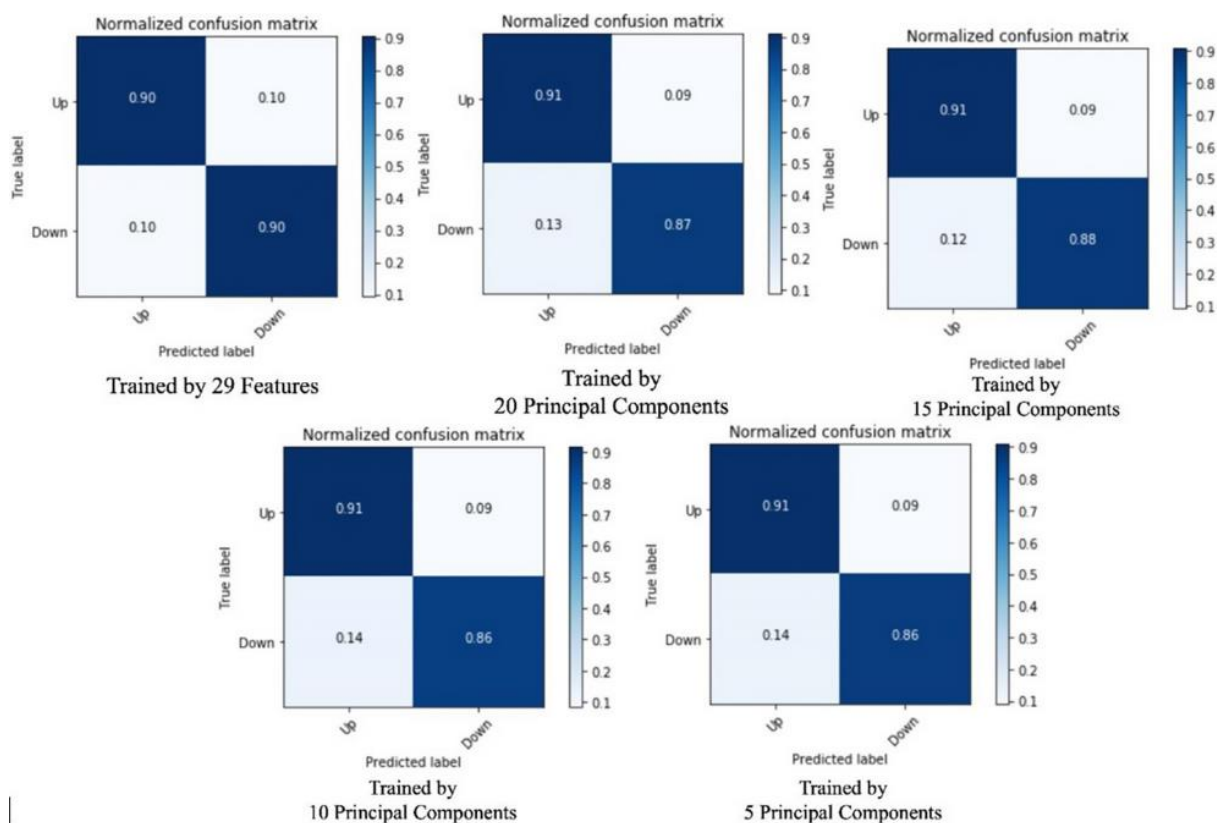 Normalized confusion matrix
0.9
0.8
0.7
0.6
0.5
0.4
0.3
0.2
0.1
True label
Up
0.90
0.10
Down
0.10
0.90
Up
Down
Predicted label
Trained by 29 Features
Normalized confusion matrix
0.9
0.8
0.7
0.6
0.5
0.4
0.3
0.2
0.1
True label
Up
0.91
0.09
Down
0.13
0.87
Up
Down
Predicted label
Trained by
20 Principal Components
Normalized confusion matrix
0.9
0.8
0.7
0.6
0.5
0.4
0.3
0.2
0.1
True label
Up
0.91
0.09
Down
0.12
0.88
Up
Down
Predicted label
Trained by
15 Principal Components
Normalized confusion matrix
0.9
0.8
0.7
0.6
0.5
0.4
0.3
0.2
0.1
True label
Up
0.91
0.09
Down
0.14
0.86
Up
Down
Predicted label
Trained by
10 Principal Components
Normalized confusion matrix
0.9
0.8
0.7
0.6
0.5
0.4
0.3
0.2
0.1
True label
Up
0.91
0.09
Down
0.14
0.86
Up
Down
Predicted label
Trained by
5 Principal Components